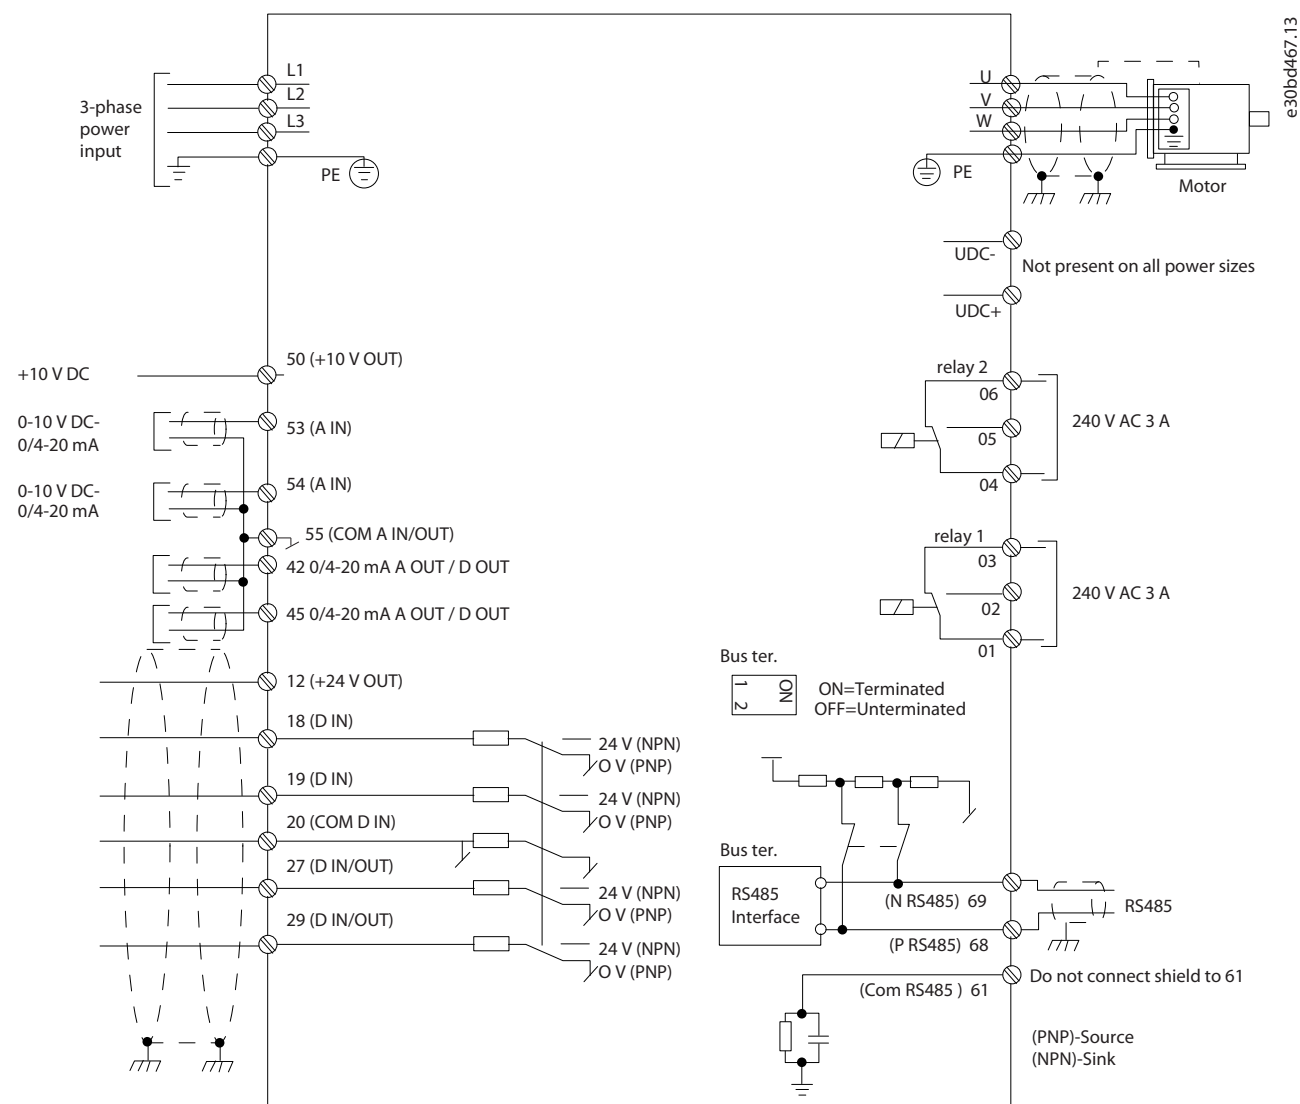 e30bd467.13
L1
L2
L3
3-phase
power
input
PE
U
V
W
PE
Motor
UDC-
Not present on all power sizes
UDC+
50 (+10 V OUT)
+10 V DC
0-10 V DC-
0/4-20 mA
53 (A IN)
0-10 V DC-
0/4-20 mA
54 (A IN)
55 (COM A IN/OUT)
42 0/4-20 mA A OUT / D OUT
45 0/4-20 mA A OUT / D OUT
12 (+24 V OUT)
18 (D IN)
24 V (NPN)
O V (PNP)
19 (D IN)
24 V (NPN)
O V (PNP)
20 (COM D IN)
27 (D IN/OUT)
24 V (NPN)
O V (PNP)
29 (D IN/OUT)
24 V (NPN)
O V (PNP)
relay 2
06
05
04
240 V AC 3 A
relay 1
03
02
01
240 V AC 3 A
Bus ter.
1
2
ON
ON=Terminated
OFF=Unterminated
Bus ter.
RS485
Interface
(N RS485) 69
RS485
(P RS485) 68
(Com RS485 ) 61
Do not connect shield to 61
(PNP)-Source
(NPN)-Sink